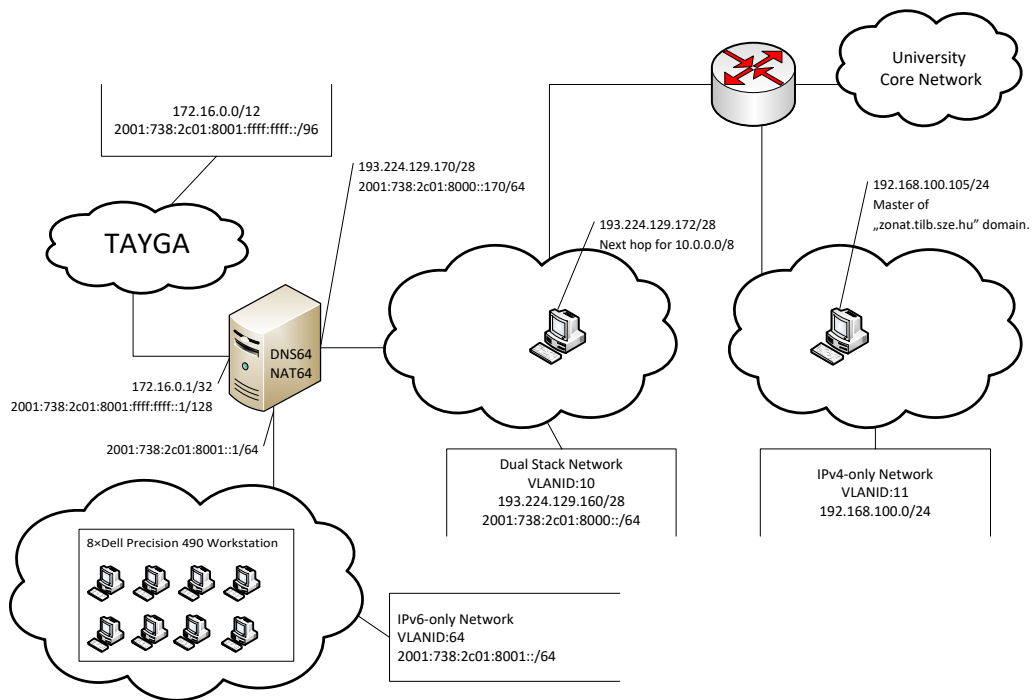 University
Core Network
172.16.0.0/12
2001:738:2c01:8001:ffff:ffff::/96
193.224.129.170/28
2001:738:2c01:8000::170/64
192.168.100.105/24
Master of
„zonat.tilb.sze.hu” domain.
193.224.129.172/28
Next hop for 10.0.0.0/8
TAYGA
DNS64
NAT64
172.16.0.1/32
2001:738:2c01:8001:ffff:ffff::1/128
2001:738:2c01:8001::1/64
Dual Stack Network
VLANID:10
193.224.129.160/28
2001:738:2c01:8000::/64
IPv4-only Network
VLANID:11
192.168.100.0/24
8×Dell Precision 490 Workstation
IPv6-only Network
VLANID:64
2001:738:2c01:8001::/64